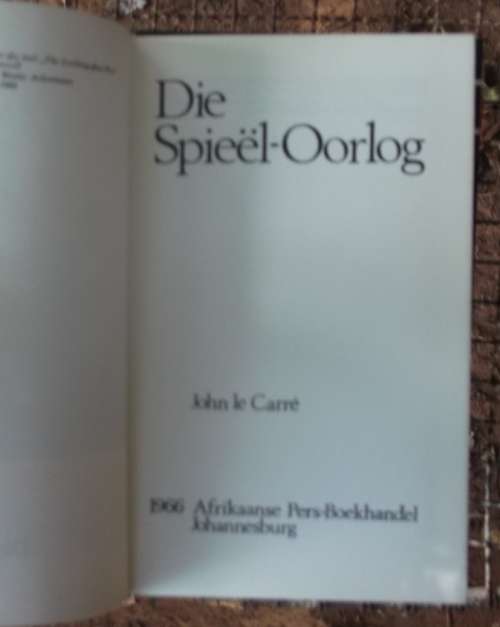 Die
Spieël-Oorlog
John le Carré
1966 Afrikaanse Pers-Boekhandel
Johannesburg